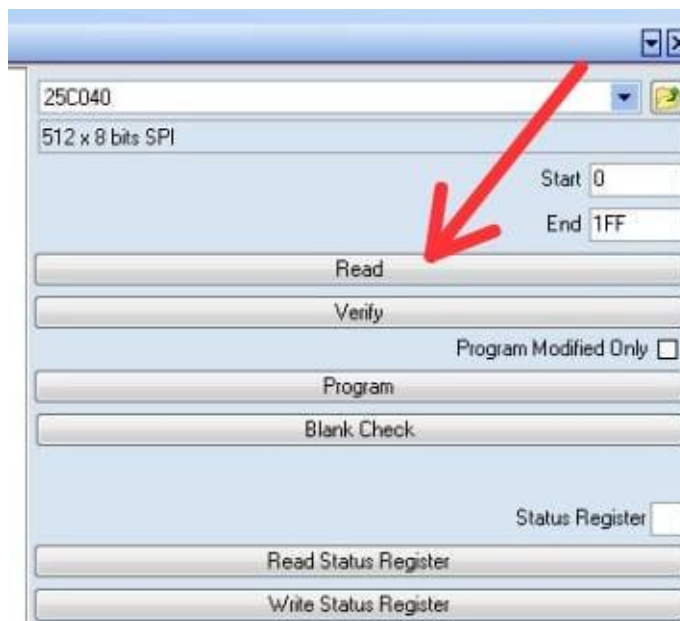 25C040
512 x 8 bits SPI
Start 0
End 1FF
Read
Verify
Program Modified Only
Program
Blank Check
Status Register
Read Status Register
Write Status Register